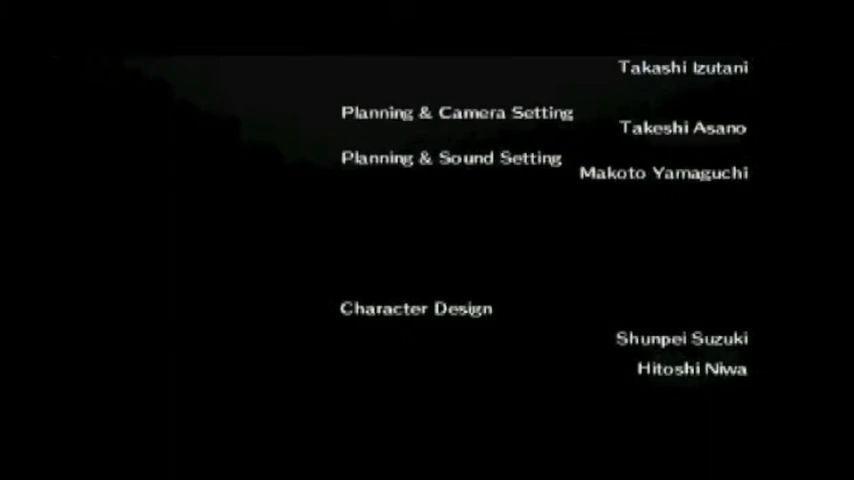 Takashi Izutani
Planning & Camera Setting
Takeshi Asano
Planning & Sound Setting
Makoto Yamaguchi
Character Design
Shunpei Suzuki
Hitoshi Niwa